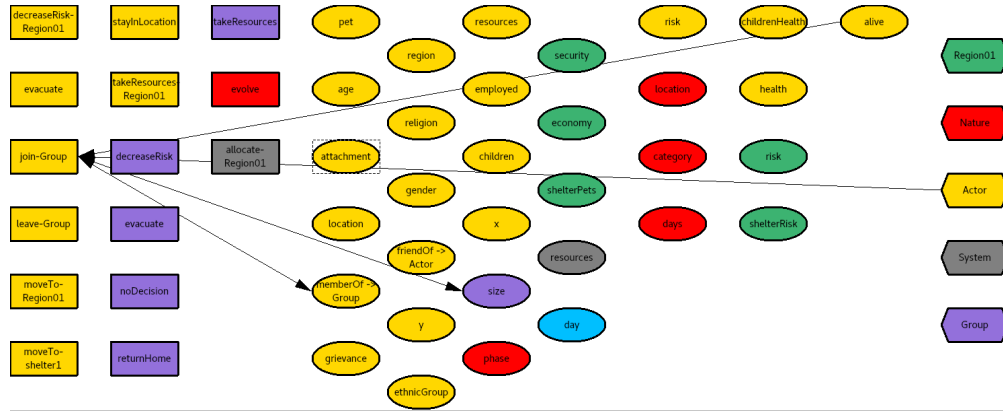 decreaseRisk-
Region01
stayInLocation
takeResources
pet
resources
risk
childrenHealth
alive
region
security
Region01
evacuate
takeResources-
Region01
evolve
age
employed
location
health
religion
economy
Nature
join-Group
decreaseRisk
allocate-
Region01
attachment
children
category
risk
gender
shelterPets
Actor
leave-Group
evacuate
location
x
days
shelterRisk
friendOf ->
Actor
resources
System
moveTo-
Region01
noDecision
memberOf ->
Group
size
y
day
Group
moveTo-
shelter1
returnHome
grievance
phase
ethnicGroup